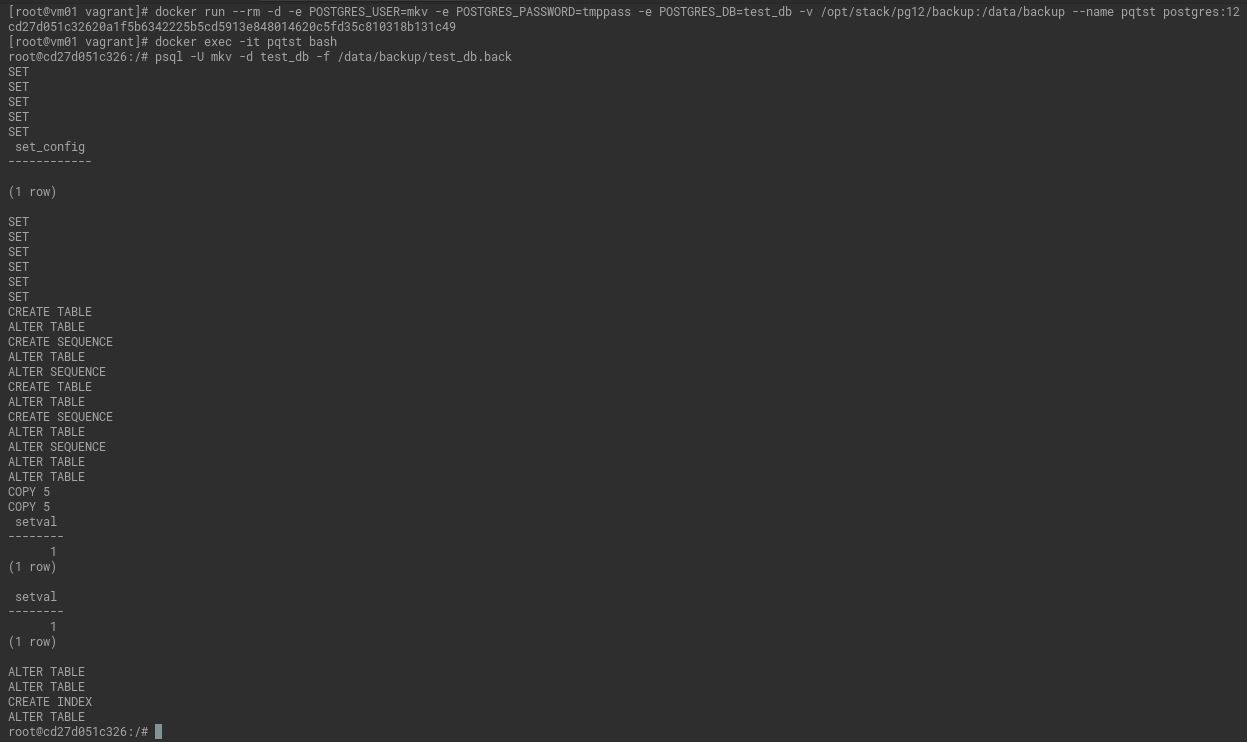 [root@vm01 vagrant]# docker run --rm -d -e POSTGRES_USER=mkv -e POSTGRES_PASSWORD=tmppass -e POSTGRES_DB=test_db -v /opt/stack/pg12/backup:/data/backup --name pqtst postgres:12
cd27d051c32620a1f5b6342225b5cd5913e848014620c5fd35c810318b131c49
[root@vm01 vagrant]# docker exec -it pqtst bash
root@cd27d051c326:/# psql -U mkv -d test_db -f /data/backup/test_db.back
SET
SET
SET
SET
SET
 set_config
------------

(1 row)

SET
SET
SET
SET
SET
SET
CREATE TABLE
ALTER TABLE
CREATE SEQUENCE
ALTER TABLE
ALTER SEQUENCE
CREATE TABLE
ALTER TABLE
CREATE SEQUENCE
ALTER TABLE
ALTER SEQUENCE
ALTER TABLE
ALTER TABLE
COPY 5
COPY 5
 setval
--------
      1
(1 row)

 setval
--------
      1
(1 row)

ALTER TABLE
ALTER TABLE
CREATE INDEX
ALTER TABLE
root@cd27d051c326:/#